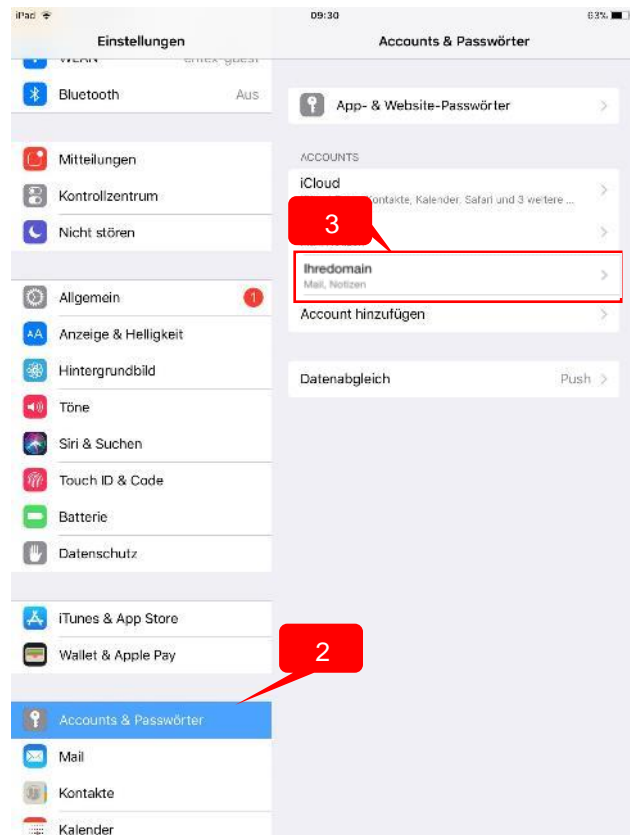 iPad
09:30
63%
Einstellungen
Accounts & Passwörter
WLAN
Bluetooth
Aus
Mitteilungen
Kontrollzentrum
Nicht stören
Allgemein
1
AA
Anzeige & Helligkeit
Hintergrundbild
Töne
Siri & Suchen
Touch ID & Code
Batterie
Datenschutz
iTunes & App Store
Wallet & Apple Pay
2
Accounts & Passwörter
Mail
Kontakte
Kalender
App- & Website-Passwörter
ACCOUNTS
iCloud
Kalender, Safari und 3 weitere ...
3
Ihredomain
Mail, Notizen
Account hinzufügen
Datenabgleich
Push